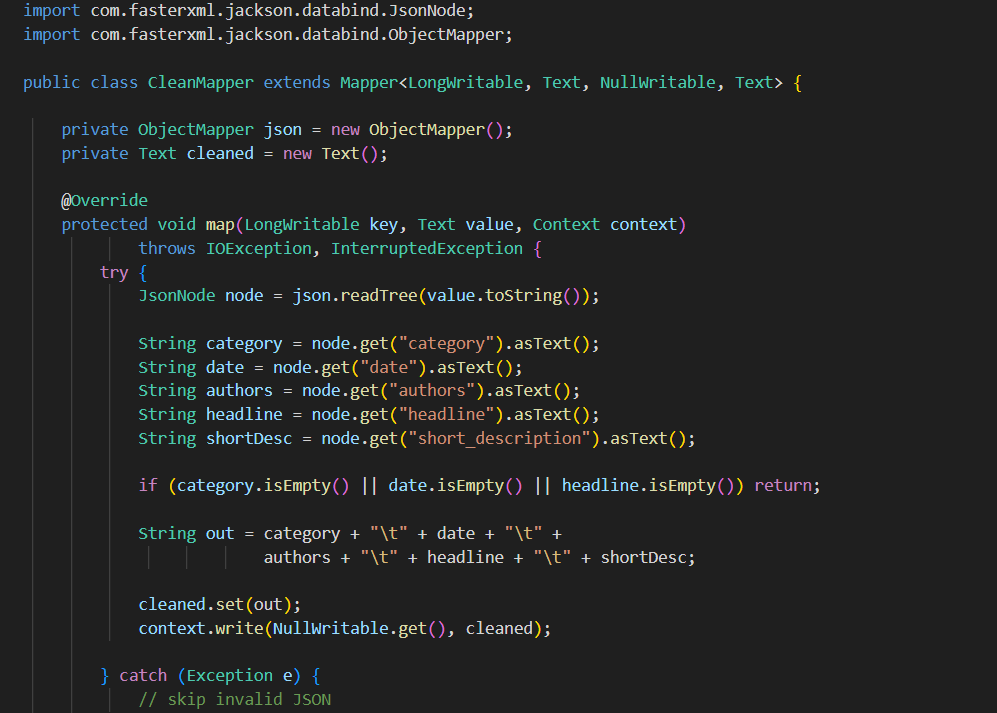 import com.fasterxml.jackson.databind.JsonNode;
import com.fasterxml.jackson.databind.ObjectMapper;
public class CleanMapper extends Mapper<LongWritable, Text, NullWritable, Text> {
private ObjectMapper json = new ObjectMapper();
private Text cleaned = new Text();
@Override
protected void map(LongWritable key, Text value, Context context)
throws IOException, InterruptedException {
try {
JsonNode node = json.readTree(value.toString());
String category = node.get("category").asText();
String date = node.get("date").asText();
String authors = node.get("authors").asText();
String headline = node.get("headline").asText();
String shortDesc = node.get("short_description").asText();
if (category.isEmpty() || date.isEmpty() || headline.isEmpty()) return;
String out = category + "\t" + date + "\t" +
authors + "\t" + headline + "\t" + shortDesc;
cleaned.set(out);
context.write(NullWritable.get(), cleaned);
} catch (Exception e) {
// skip invalid JSON